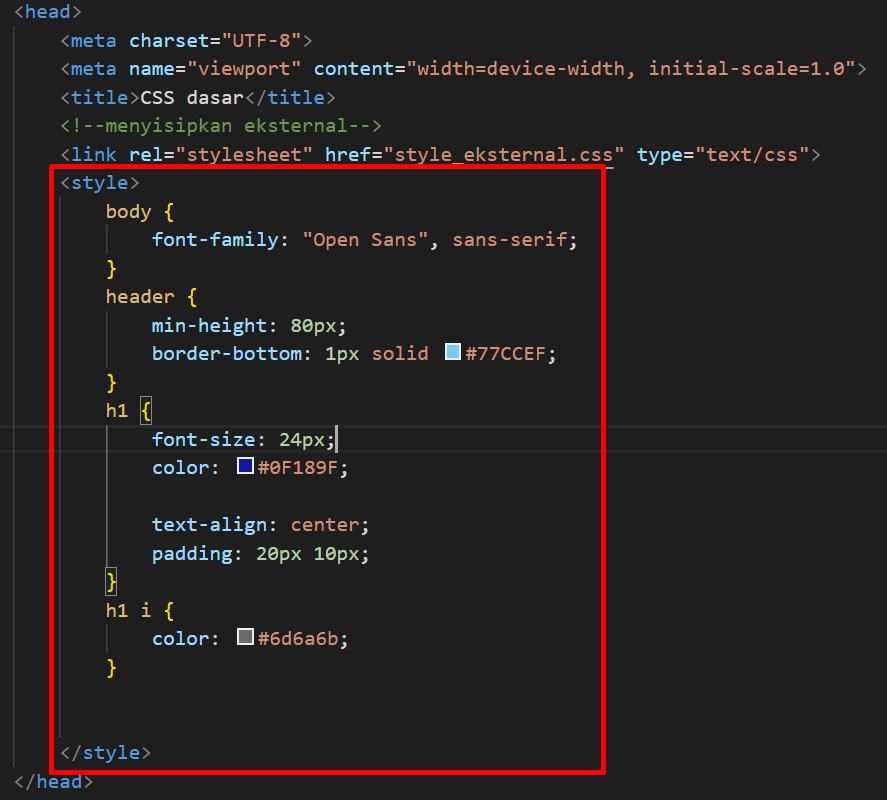 <head>
<meta charset="UTF-8">
<meta name="viewport" content="width=device-width, initial-scale=1.0">
<title>CSS dasar</title>
<!--menyisipkan eksternal-->
<link rel="stylesheet" href="style_eksternal.css" type="text/css">
<style>
body {
font-family: "Open Sans", sans-serif;
}
header {
min-height: 80px;
border-bottom: 1px solid #77CCEF;
}
h1 {
font-size: 24px;
color: #0F189F;
text-align: center;
padding: 20px 10px;
}
h1 i {
color: #6d6a6b;
}
</style>
</head>